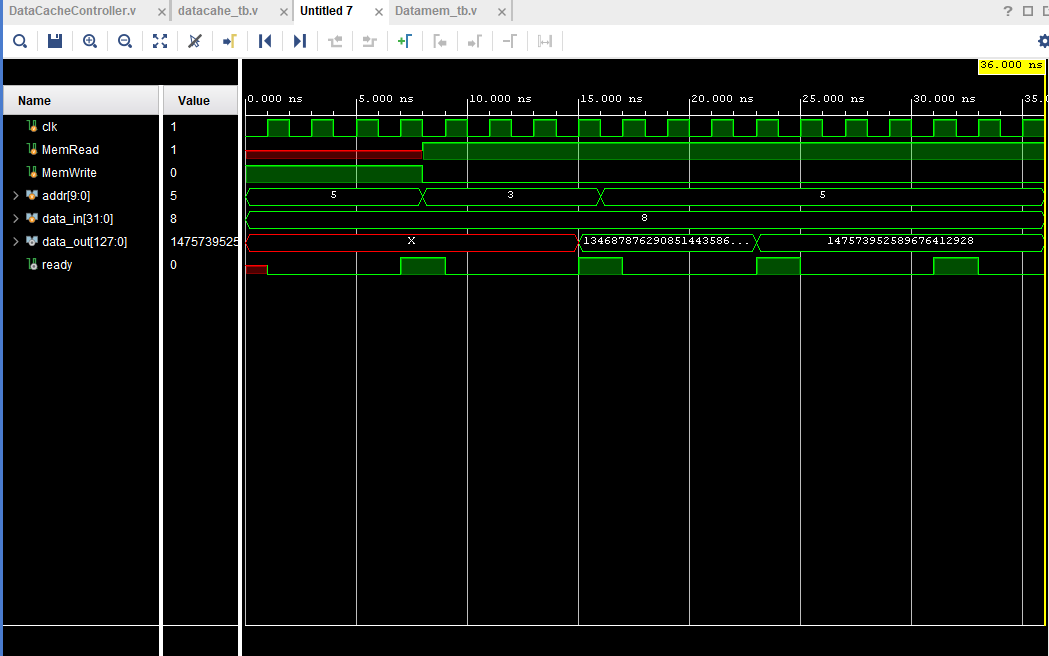 DataCacheController.v × datacahe_tb.v × Untitled 7 × Datamem_tb.v × ?
36.000 ns
Name Value
0.000 ns 5.000 ns 10.000 ns 15.000 ns 20.000 ns 25.000 ns 30.000 ns 35.
clk 1
MemRead 1
MemWrite 0
addr[9:0] 5 5 3 5
data_in[31:0] 8 8
data_out[127:0] 1475739525 X 134687876290851443586... 147573952589676412928
ready 0